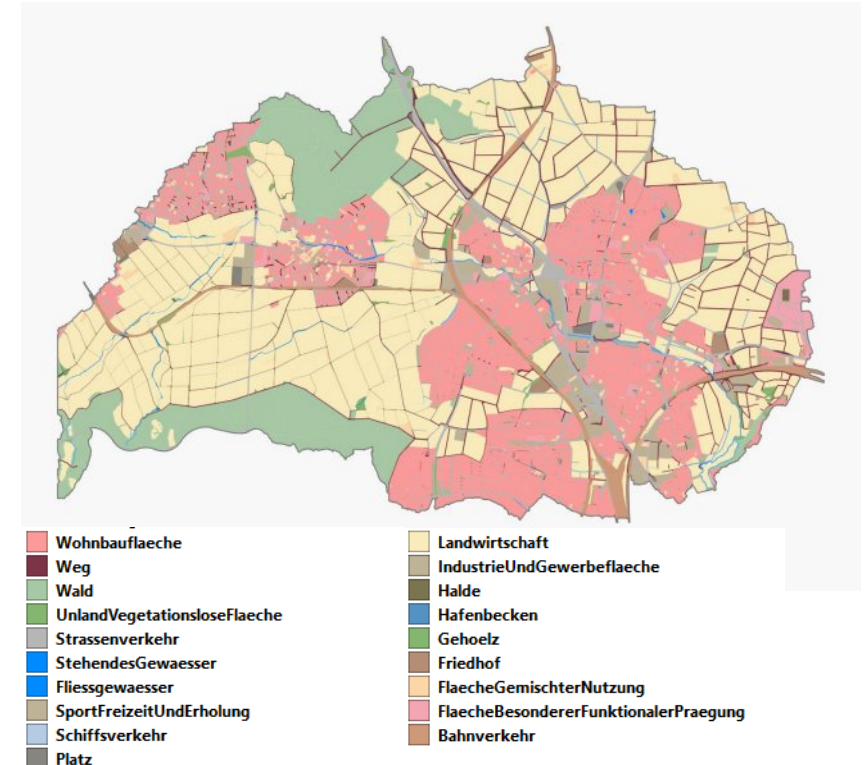 Wohnbauflaeche
Weg
Wald
UnlandVegetationsloseFlaeche
Strassenverkehr
StehendesGewaesser
Fliessgewaesser
SportFreizeitUndErholung
Schiffsverkehr
Platz
Landwirtschaft
IndustrieUndGewerbeflaeche
Halde
Hafenbecken
Gehoelz
Friedhof
FlaecheGemischterNutzung
FlaecheBesondererFunktionalerPraegung
Bahnverkehr